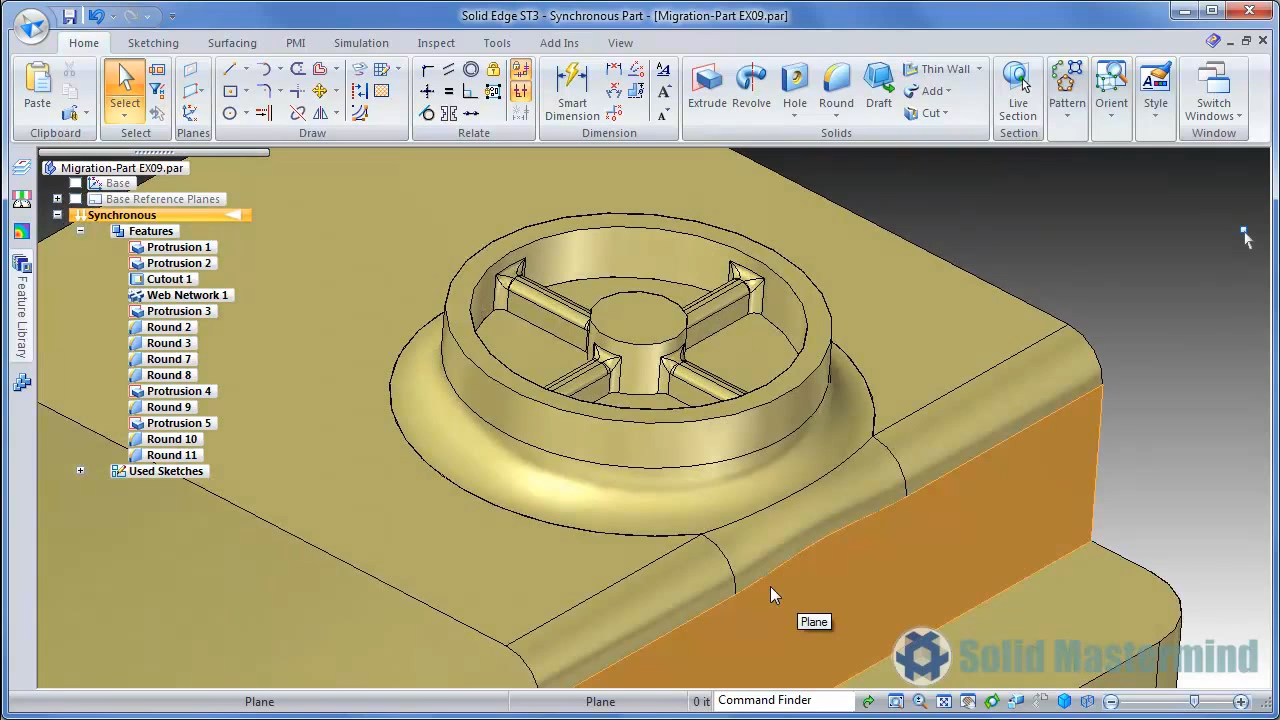 Solid Edge ST3 - Synchronous Part - [Migration-Part EX09.par]
Home Sketching Surfacing PMI Simulation Inspect Tools Add Ins View
Paste
Select
Smart
Dimension
Extrude Revolve Hole Round Draft
Thin Wall
Add
Cut
Live
Section
Pattern
Orient
Style
Switch
Windows
Clipboard Select Planes Draw Relate Dimension Solids Section Window
Migration-Part EX09.par
Base
Base Reference Planes
Synchronous
Features
Protrusion 1
Protrusion 2
Cutout 1
Web Network 1
Protrusion 3
Round 2
Round 3
Round 7
Round 8
Protrusion 4
Round 9
Protrusion 5
Round 10
Round 11
Used Sketches
Feature Library
Plane
Solid Mastermind
Plane Plane 0 it Command Finder